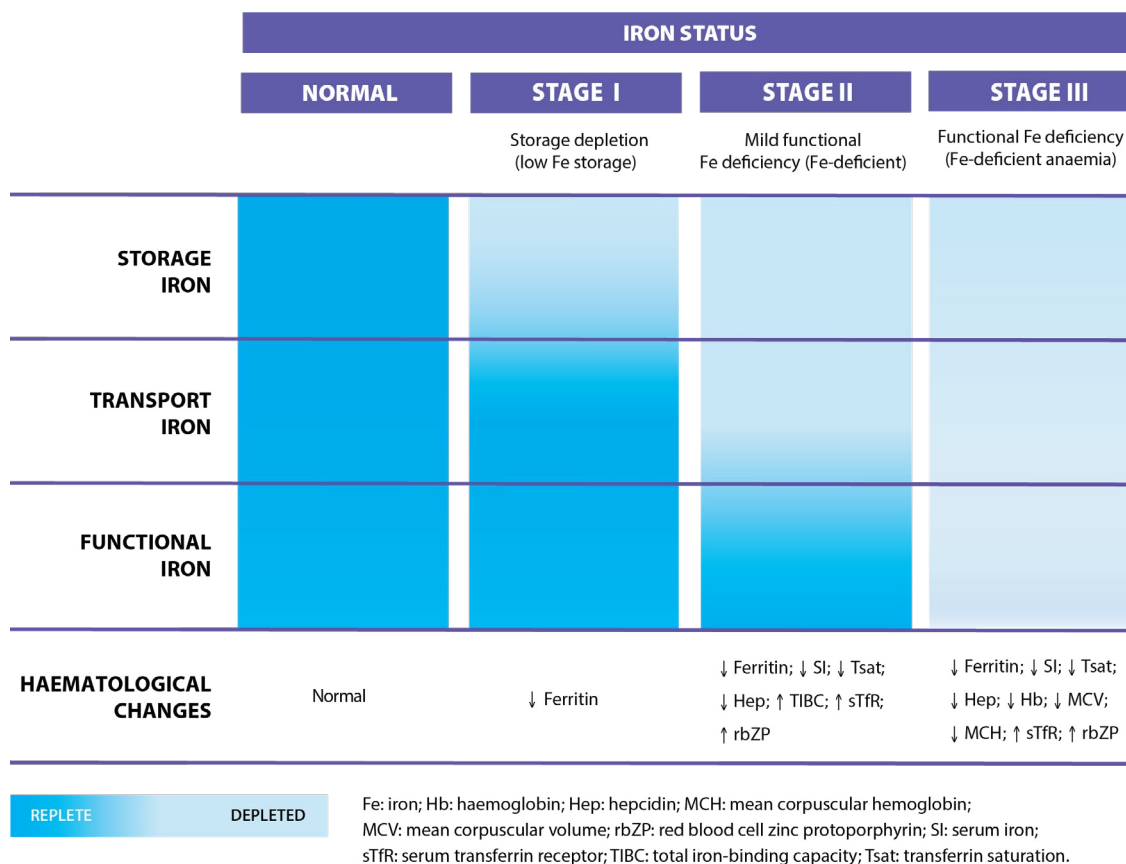 IRON STATUS
NORMAL
STAGE I
STAGE II
STAGE III
Storage depletion
(low Fe storage)
Mild functional
Fe deficiency (Fe-deficient)
Functional Fe deficiency
(Fe-deficient anaemia)
STORAGE
IRON
TRANSPORT
IRON
FUNCTIONAL
IRON
HAEMATOLOGICAL
CHANGES
Normal
↓ Ferritin
↓ Ferritin; ↓ SI; ↓ Tsat;
↓ Hep; ↑ TIBC; ↑ sTfR;
↑ rbZP
↓ Ferritin; ↓ SI; ↓ Tsat;
↓ Hep; ↓ Hb; ↓ MCV;
↓ MCH; ↑ sTfR; ↑ rbZP
REPLETE
DEPLETED
Fe: iron; Hb: haemoglobin; Hep: hepcidin; MCH: mean corpuscular hemoglobin;
MCV: mean corpuscular volume; rbZP: red blood cell zinc protoporphyrin; SI: serum iron;
sTfR: serum transferrin receptor; TIBC: total iron-binding capacity; Tsat: transferrin saturation.